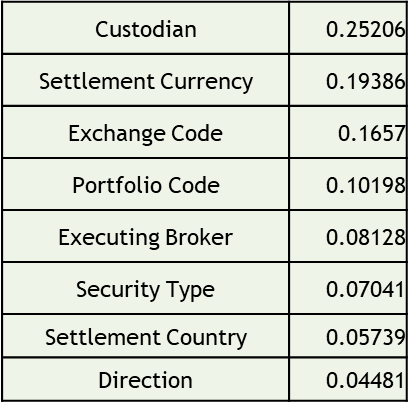 Custodian 0.25206
Settlement Currency 0.19386
Exchange Code 0.1657
Portfolio Code 0.10198
Executing Broker 0.08128
Security Type 0.07041
Settlement Country 0.05739
Direction 0.04481